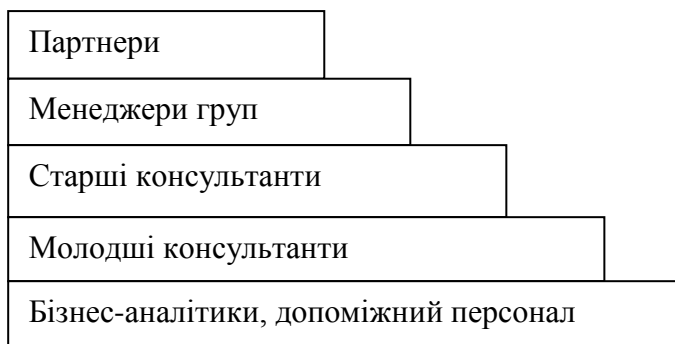 Партнери
Менеджери груп
Старші консультанти
Молодші консультанти
Бізнес-аналітики, допоміжний персонал